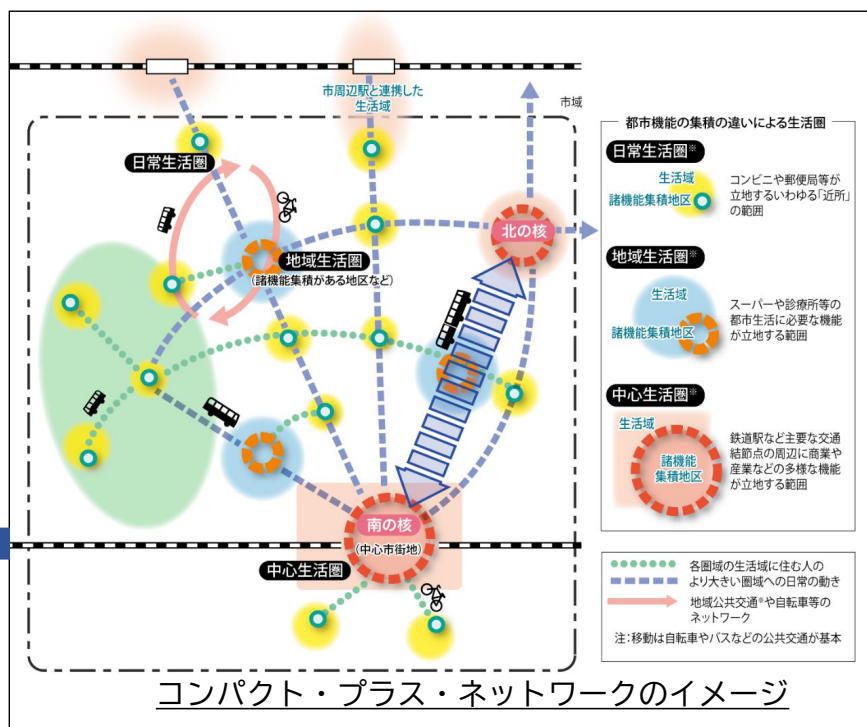 市周辺駅と連携した
生活域
市域
日常生活圏
北の核
地域生活圏
(諸機能集積がある地区など)
南の核
(中心市街地)
中心生活圏
都市機能の集積の違いによる生活圏
日常生活圏※
生活域
諸機能集積地区
コンビニや郵便局等が
立地するいわゆる「近所」
の範囲
地域生活圏※
生活域
諸機能集積地区
スーパーや診療所等の
都市生活に必要な機能
が立地する範囲
中心生活圏※
生活域
諸機能
集積地区
鉄道駅など主要な交通
結節点の周辺に商業や
産業などの多様な機能
が立地する範囲
各圏域の生活域に住む人の
より大きい圏域への日常の動き
地域公共交通※や自転車等の
ネットワーク
注:移動は自転車やバスなどの公共交通が基本
コンパクト・プラス・ネットワークのイメージ